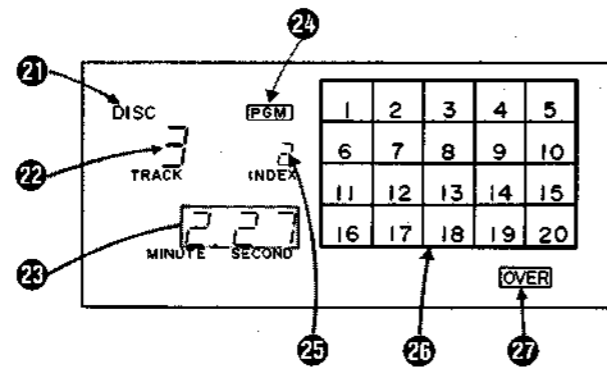 24
21
DISC
PGM
3
2
22
TRACK
INDEX
2 27
23
MINUTE SECOND
1 2 3 4 5
6 7 8 9 10
11 12 13 14 15
16 17 18 19 20
OVER
25
26
27